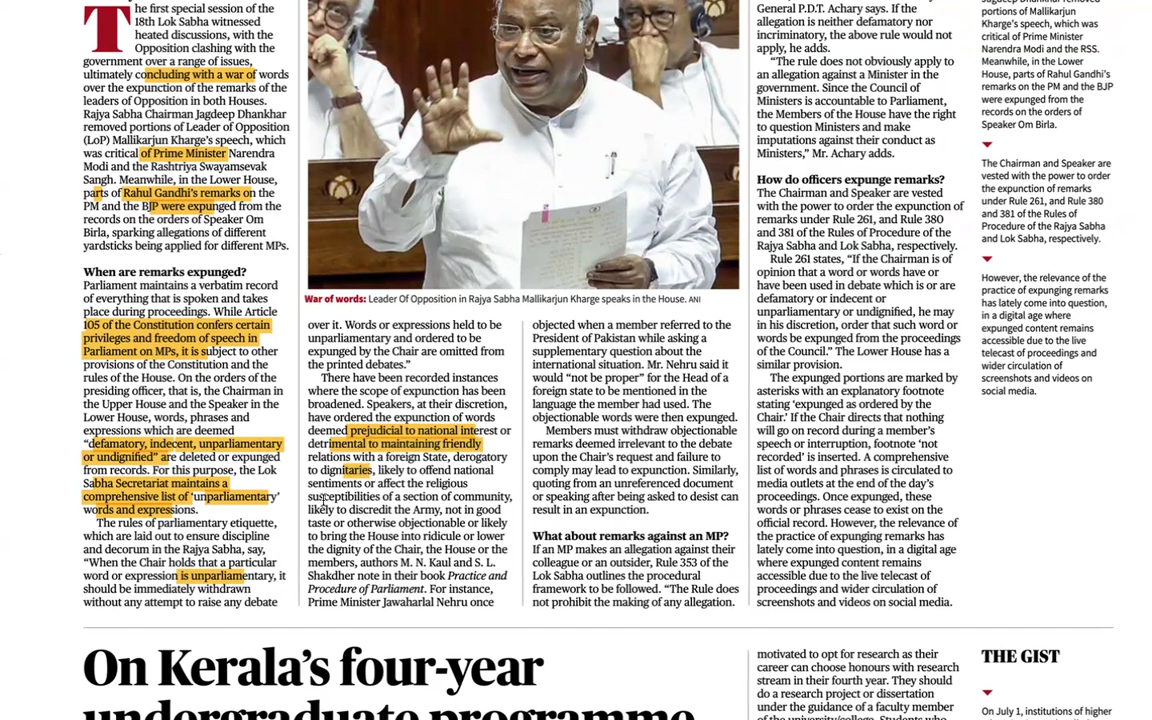 The first special session of the
18th Lok Sabha witnessed
heated discussions, with the
Opposition clashing with the
government over a range of issues,
ultimately concluding with a war of words
over the expunction of the remarks of the
leaders of Opposition in both Houses.
Rajya Sabha Chairman Jagdeep Dhankhar
removed portions of Leader of Opposition
(LoP) Mallikarjun Kharge's speech, which
was critical of Prime Minister Narendra
Modi and the Rashtriya Swayamsevak
Sangh. Meanwhile, in the Lower House,
parts of Rahul Gandhi's remarks on the
PM and the BJP were expunged from the
records on the orders of Speaker Om
Birla, sparking allegations of different
yardsticks being applied for different MPs.
When are remarks expunged?
Parliament maintains a verbatim record
of everything that is spoken and takes
place during proceedings. While Article
105 of the Constitution confers certain
privileges and freedom of speech in
Parliament on MPs, it is subject to other
provisions of the Constitution and the
rules of the House. On the orders of the
presiding officer, that is, the Chairman in
the Upper House and the Speaker in the
Lower House, words, phrases and
expressions which are deemed
“defamatory, indecent, unparliamentary
or undignified” are deleted or expunged
from records. For this purpose, the Lok
Sabha Secretariat maintains a
comprehensive list of ‘unparliamentary’
words and expressions.
The rules of parliamentary etiquette,
which are laid out to ensure discipline
and decorum in the Rajya Sabha, say,
“When the Chair holds that a particular
word or expression is unparliamentary, it
should be immediately withdrawn
without any attempt to raise any debate
War of words: Leader Of Opposition in Rajya Sabha Mallikarjun Kharge speaks in the House. ANI
over it. Words or expressions held to be
unparliamentary and ordered to be
expunged by the Chair are omitted from
the printed debates.”
There have been recorded instances
where the scope of expunction has been
broadened. Speakers, at their discretion,
have ordered the expunction of words
deemed prejudicial to national interest or
detrimental to maintaining friendly
relations with a foreign State, derogatory
to dignitaries, likely to offend national
sentiments or affect the religious
susceptibilities of a section of community,
likely to discredit the Army, not in good
taste or otherwise objectionable or likely
to bring the House into ridicule or lower
the dignity of the Chair, the House or the
members, authors M. N. Kaul and S. L.
Shakdher note in their book Practice and
Procedure of Parliament. For instance,
Prime Minister Jawaharlal Nehru once
objected when a member referred to the
President of Pakistan while asking a
supplementary question about the
international situation. Mr. Nehru said it
would “not be proper” for the Head of a
foreign state to be mentioned in the
language the member had used. The
objectionable words were then expunged.
Members must withdraw objectionable
remarks deemed irrelevant to the debate
upon the Chair's request and failure to
comply may lead to expunction. Similarly,
quoting from an unreferenced document
or speaking after being asked to desist can
result in an expunction.
What about remarks against an MP?
If an MP makes an allegation against their
colleague or an outsider, Rule 353 of the
Lok Sabha outlines the procedural
framework to be followed. “The Rule does
not prohibit the making of any allegation.
General P.D.T. Achary says. If the
allegation is neither defamatory nor
incriminatory, the above rule would not
apply, he adds.
“The rule does not obviously apply to
an allegation against a Minister in the
government. Since the Council of
Ministers is accountable to Parliament,
the Members of the House have the right
to question Ministers and make
imputations against their conduct as
Ministers,” Mr. Achary adds.
How do officers expunge remarks?
The Chairman and Speaker are vested
with the power to order the expunction of
remarks under Rule 261, and Rule 380
and 381 of the Rules of Procedure of the
Rajya Sabha and Lok Sabha, respectively.
Rule 261 states, “If the Chairman is of
opinion that a word or words have or
have been used in debate which is or are
defamatory or indecent or
unparliamentary or undignified, he may
in his discretion, order that such word or
words be expunged from the proceedings
of the Council.” The Lower House has a
similar provision.
The expunged portions are marked by
asterisks with an explanatory footnote
stating ‘expunged as ordered by the
Chair.’ If the Chair directs that nothing
will go on record during a member's
speech or interruption, footnote ‘not
recorded’ is inserted. A comprehensive
list of words and phrases is circulated to
media outlets at the end of the day's
proceedings. Once expunged, these
words or phrases cease to exist on the
official record. However, the relevance of
the practice of expunging remarks has
lately come into question, in a digital age
where expunged content remains
accessible due to the live telecast of
proceedings and wider circulation of
screenshots and videos on social media.
Jagdeep Dhankhar removed
portions of Mallikarjun
Kharge's speech, which was
critical of Prime Minister
Narendra Modi and the RSS.
Meanwhile, in the Lower
House, parts of Rahul Gandhi's
remarks on the PM and the BJP
were expunged from the
records on the orders of
Speaker Om Birla.
The Chairman and Speaker are
vested with the power to order
the expunction of remarks
under Rule 261, and Rule 380
and 381 of the Rules of
Procedure of the Rajya Sabha
and Lok Sabha, respectively.
However, the relevance of the
practice of expunging remarks
has lately come into question,
in a digital age where
expunged content remains
accessible due to the live
telecast of proceedings and
wider circulation of
screenshots and videos on
social media.
On Kerala's four-year
undergraduate programme
motivated to opt for research as their
career can choose honours with research
stream in their fourth year. They should
do a research project or dissertation
under the guidance of a faculty member
of the university/college. Students who
THE GIST
On July 1, institutions of higher